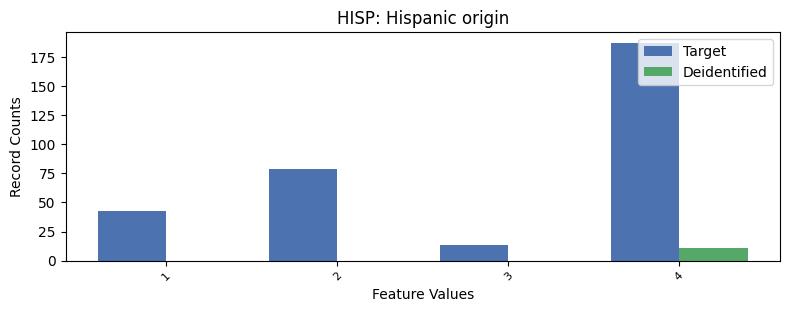 HISP: Hispanic origin
Target
Deidentified
175
150
125
100
75
50
25
0
Record Counts
1
2
3
4
Feature Values